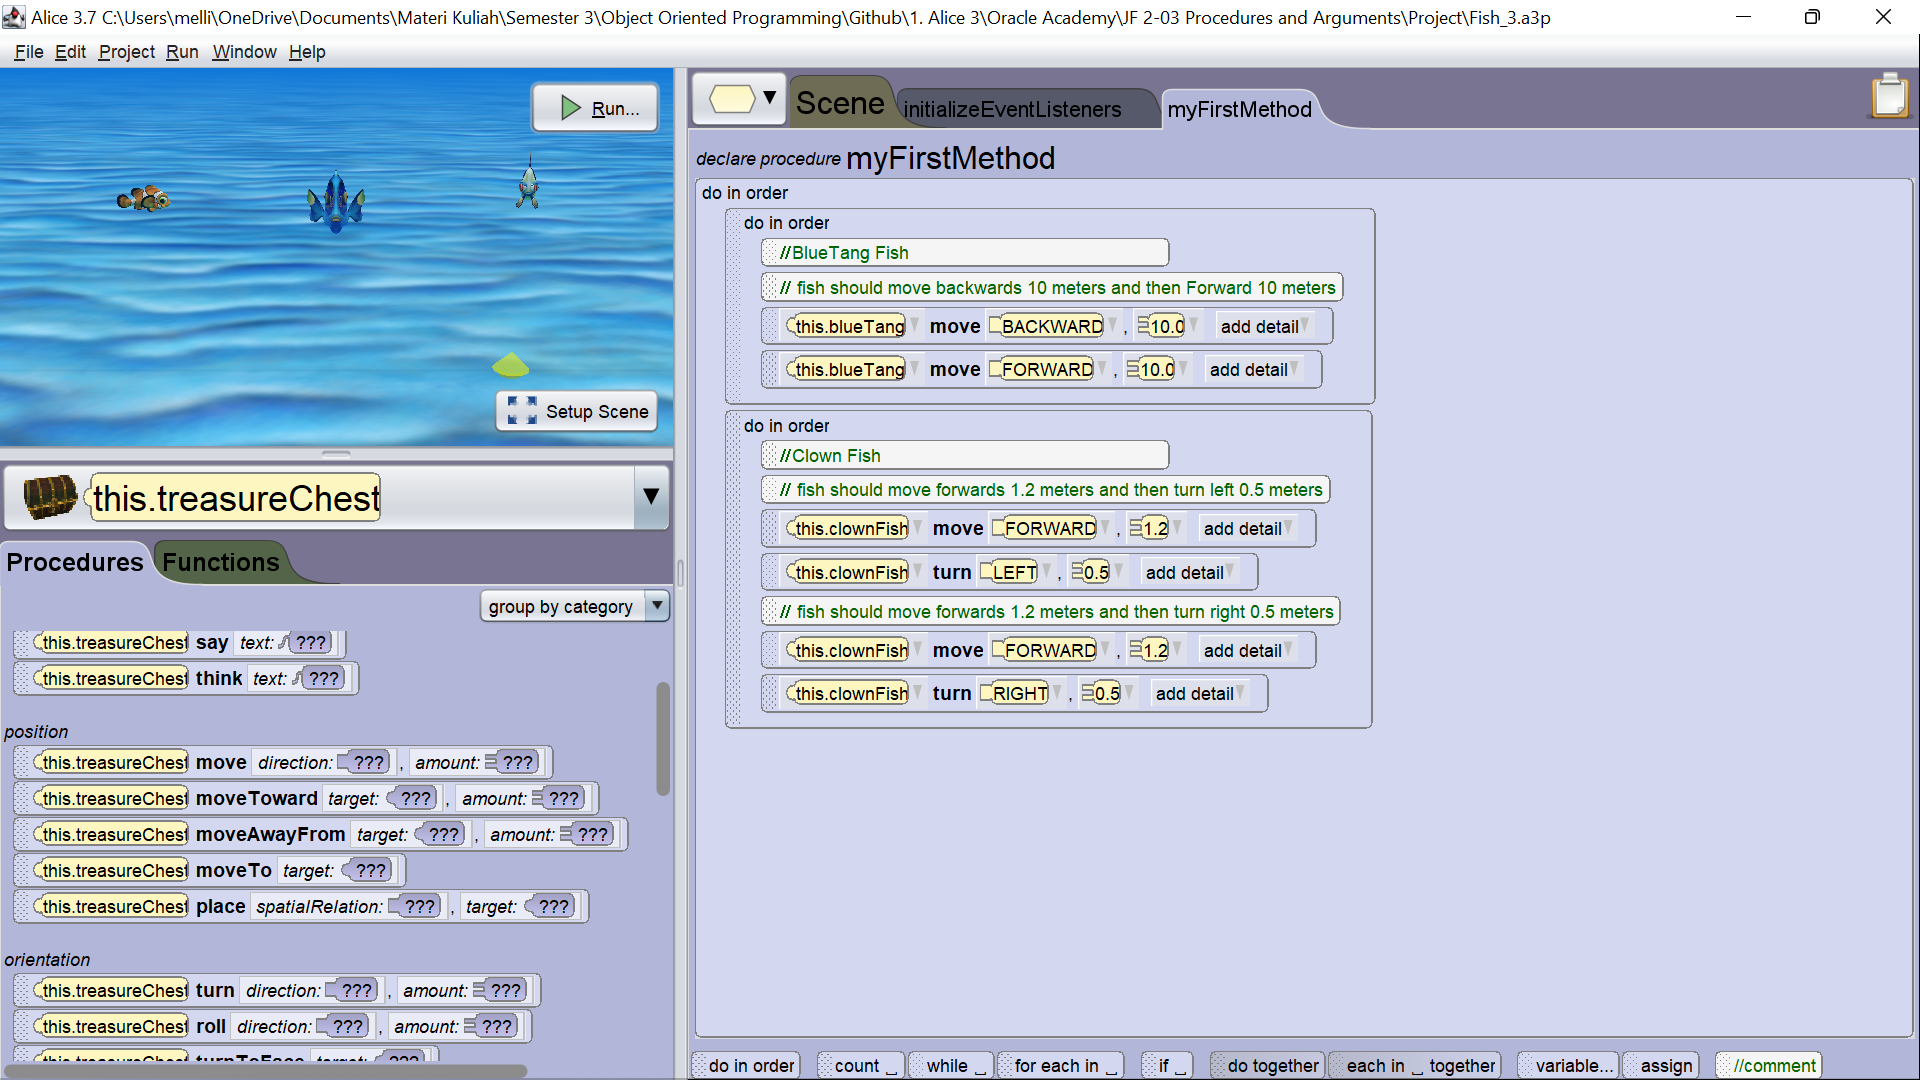 Alice 3.7 C:\Users\melli\OneDrive\Documents\Materi Kuliah\Semester 3\Object Oriented Programming\Github\1. Alice 3\Oracle Academy\JF 2-03 Procedures and Arguments\Project\Fish_3.a3p
File Edit Project Run Window Help
Run...
Setup Scene
this.treasureChest
Procedures Functions
group by category
this.treasureChest say text: ???
this.treasureChest think text: ???
position
this.treasureChest move direction: ??? , amount: ???
this.treasureChest moveToward target: ??? , amount: ???
this.treasureChest moveAwayFrom target: ??? , amount: ???
this.treasureChest moveTo target: ???
this.treasureChest place spatialRelation: ??? , target: ???
orientation
this.treasureChest turn direction: ??? , amount: ???
this.treasureChest roll direction: ??? , amount: ???
this.treasureChest turnToFace target: ???
Scene initializeEventListeners myFirstMethod
declare procedure myFirstMethod
do in order
do in order
//BlueTang Fish
// fish should move backwards 10 meters and then Forward 10 meters
this.blueTang move BACKWARD , 10.0 add detail
this.blueTang move FORWARD , 10.0 add detail
do in order
//Clown Fish
// fish should move forwards 1.2 meters and then turn left 0.5 meters
this.clownFish move FORWARD , 1.2 add detail
this.clownFish turn LEFT , 0.5 add detail
// fish should move forwards 1.2 meters and then turn right 0.5 meters
this.clownFish move FORWARD , 1.2 add detail
this.clownFish turn RIGHT , 0.5 add detail
do in order count _ while _ for each in _ if _ do together each in _ together variable... assign //comment